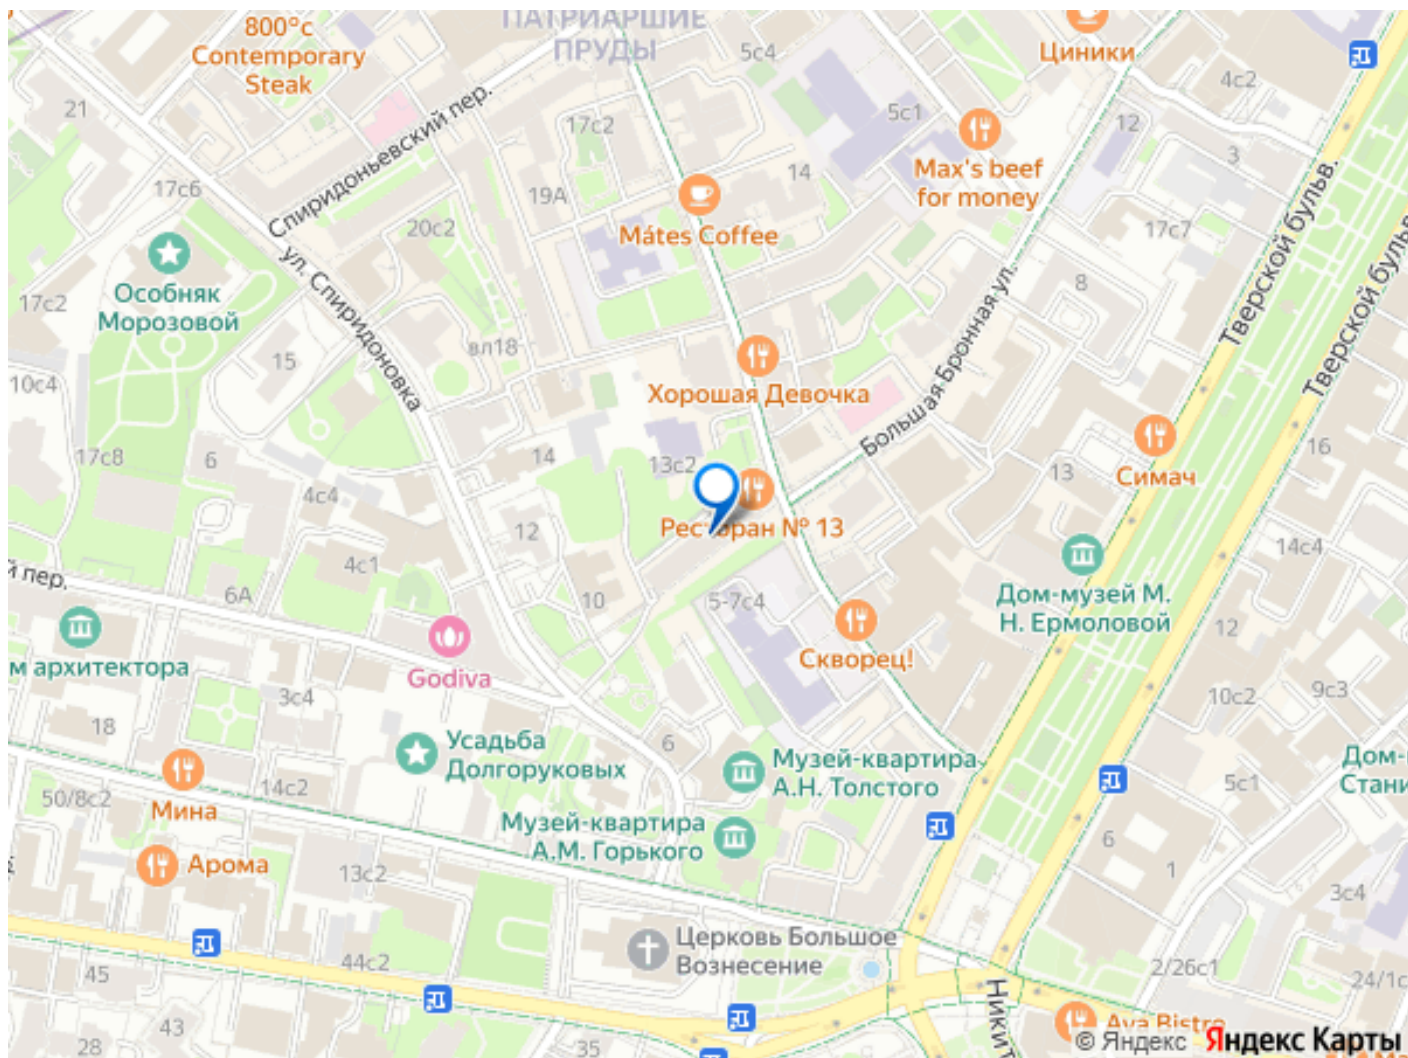 ПАТРИАРШИЕ
ПРУДЫ
800°c
Contemporary
Steak
5с4
Циники
4с2
21
Спиридоньевский пер.
17с2
5с1
12
3
Max's beef
for money
14
17с6
19А
20с2
Mátes Coffee
17с7
Тверской бульв.
Тверской бульв.
Особняк
Морозовой
17с2
ул. Спиридоновка
8
Большая Бронная ул.
15
вл18
10с4
Хорошая Девочка
17с8
6
14
13с2
13
16
Симач
4с4
Ресторан № 13
12
14с4
4с1
й пер.
6А
10
5-7с4
Дом-музей М.
Н. Ермоловой
12
м архитектора
Godiva
Скворец!
3с4
10с2
9с3
18
Усадьба
Долгоруковых
6
Музей-квартира
А.Н. Толстого
5с1
Дом-
Стани
50/8с2
Мина
14с2
Музей-квартира
А.М. Горького
6
1
Арома
13с2
3с4
Церковь Большое
Вознесение
45
44с2
2/26с1
24/1с
Никит
43
28
35
Ava Bistro
© Яндекс Яндекс Карты